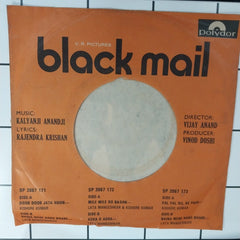 polydor
V.M. PICTURES'
black mail
MUSIC:
KALYANJI ANANDJI
LYRICS:
RAJENDRA KRISHAN
DIRECTOR:
VIJAY ANAND
PRODUCER:
VINOD DOSHI
SP 2067 171
SIDE A
SIDE B
SP 2067 172
SIDE A
MILE MILE DO BADAN...
LATA MANGESHKAR & KISHORE KUMAR
SIDE B
LATA MANGESHKAR
SP 2067 173
SIDE A
KISHORE KUMAR
SIDE B